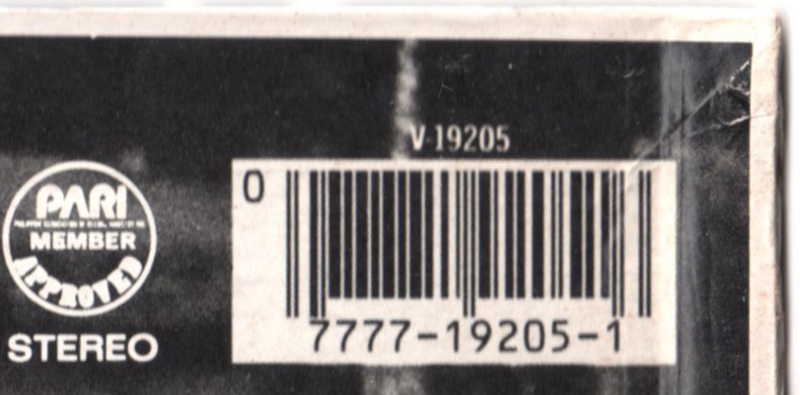 V-19205
0
7777-19205-1
PARI
MEMBER
APPROVED
STEREO